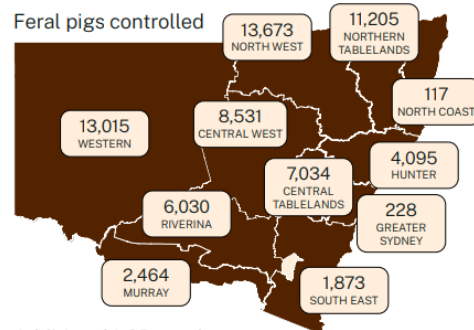 Feral pigs controlled
13,673
NORTH WEST
11,205
NORTHERN
TABLELANDS
117
NORTH COAST
13,015
WESTERN
8,531
CENTRAL WEST
4,095
HUNTER
7,034
CENTRAL
TABLELANDS
6,030
RIVERINA
228
GREATER
SYDNEY
2,464
MURRAY
1,873
SOUTH EAST